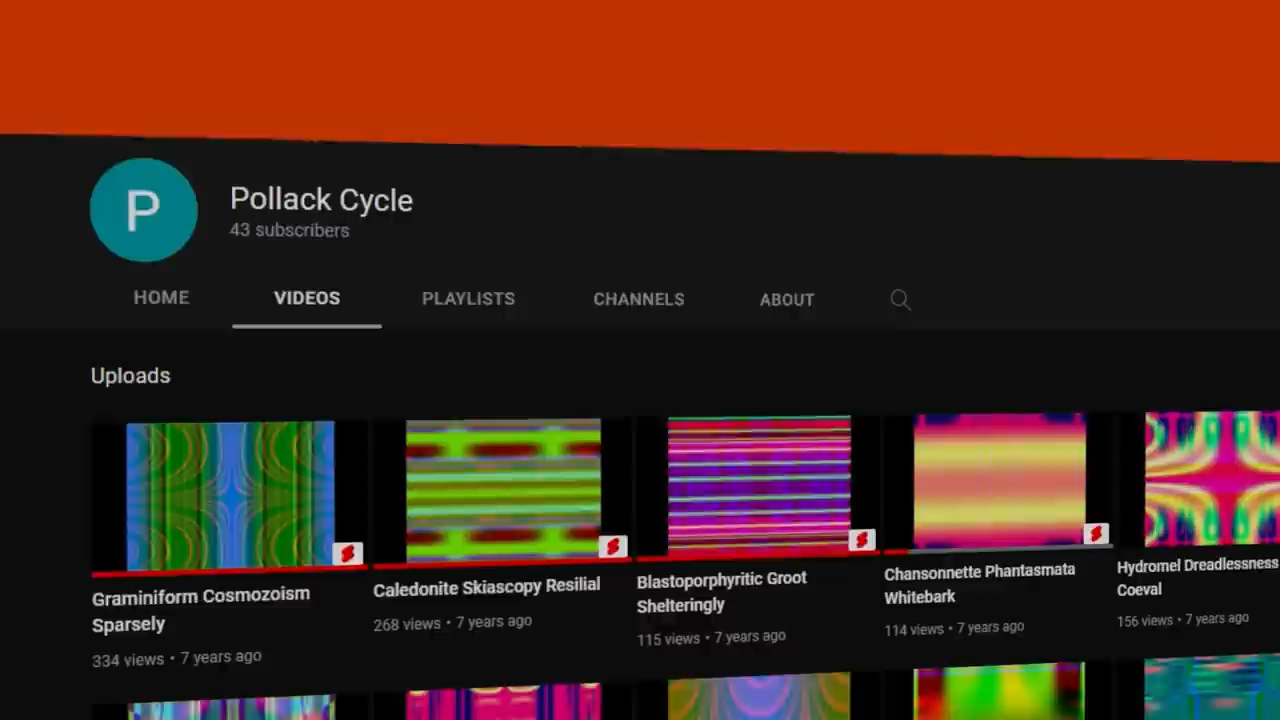 P
Pollack Cycle
43 subscribers
HOME VIDEOS PLAYLISTS CHANNELS ABOUT
Uploads
Graminiform Cosmozoism
Sparsely
334 views • 7 years ago
Caledonite Skiascopy Resilial
268 views • 7 years ago
Blastoporphyritic Groot
Shelteringly
115 views • 7 years ago
Chansonnette Phantasmata
Whitebark
114 views • 7 years ago
Hydromel Dreadlessness
Coeval
156 views • 7 years ago